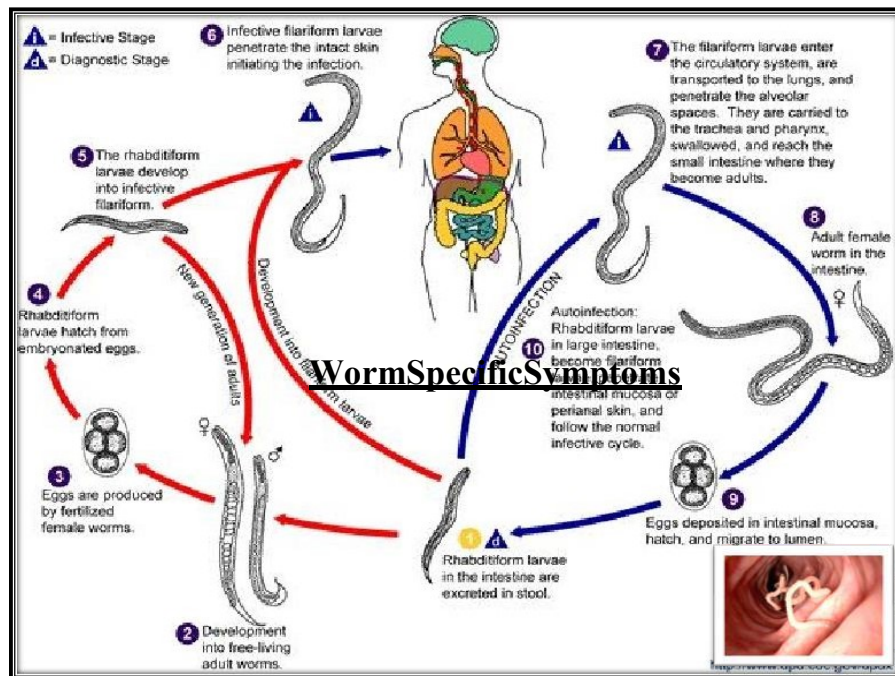 i = Infective Stage
d = Diagnostic Stage
6 Infective filariform larvae
penetrate the intact skin
initiating the infection.
i
7 The filariform larvae enter
the circulatory system, are
transported to the lungs, and
penetrate the alveolar
spaces. They are carried to
the trachea and pharynx,
swallowed, and reach the
small intestine where they
become adults.
i
5 The rhabditiform
larvae develop
into infective
filariform.
8
Adult female
worm in the
intestine.
♀
4
Rhabditiform
larvae hatch from
embryonated eggs.
New generation of adults
Development into filariform larvae
AUTOINFECTION
Autoinfection:
Rhabditiform larvae
in large intestine,
10 become filariform
WormSpecificSymptoms
intestinal mucosa or
perianal skin, and
follow the normal
infective cycle.
♀
♂
3
Eggs are produced
by fertilized
female worms.
9
Eggs deposited in intestinal mucosa,
hatch, and migrate to lumen.
1 d
Rhabditiform larvae
in the intestine are
excreted in stool.
2 Development
into free-living
adult worms.